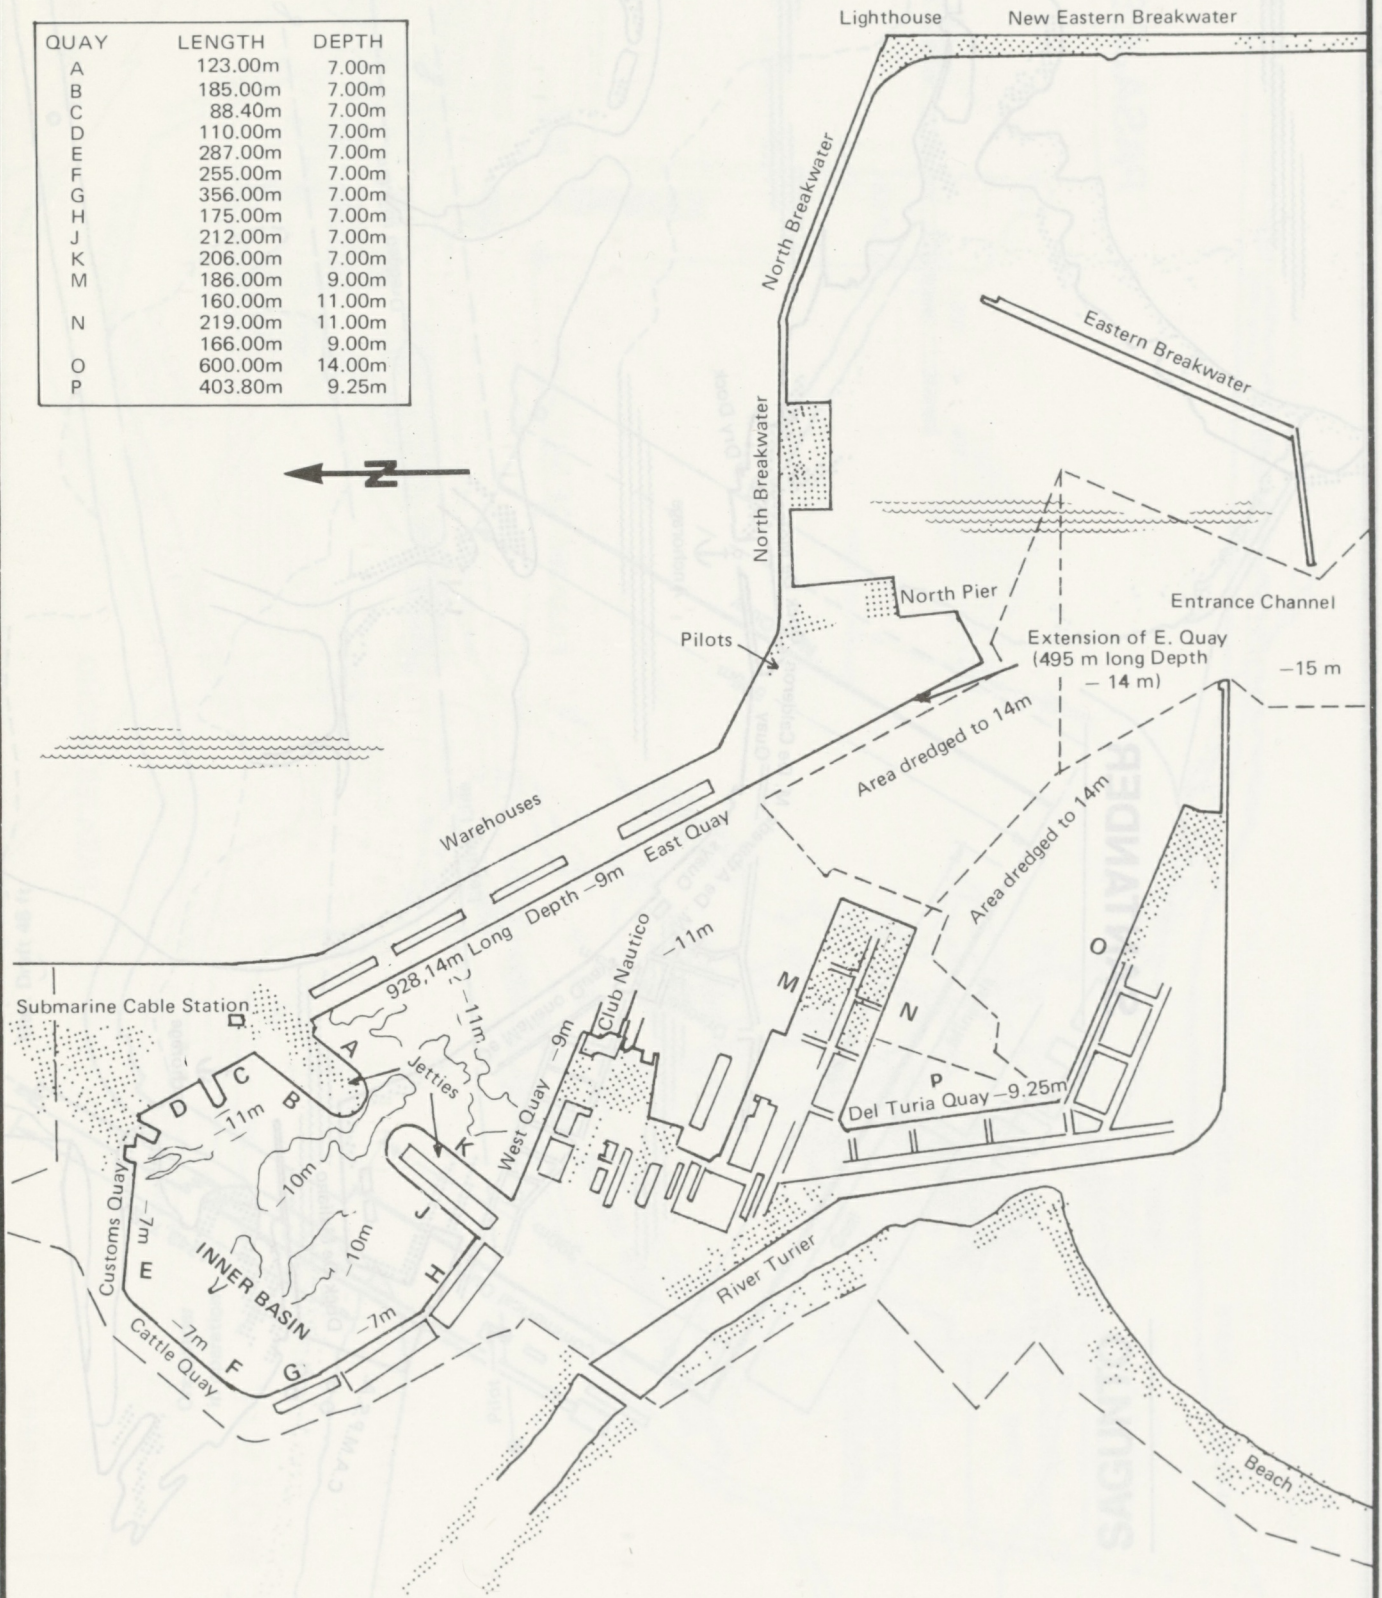 Lighthouse New Eastern Breakwater
QUAY LENGTH DEPTH
A 123.00m 7.00m
B 185.00m 7.00m
C 88.40m 7.00m
D 110.00m 7.00m
E 287.00m 7.00m
F 255.00m 7.00m
G 356.00m 7.00m
H 175.00m 7.00m
J 212.00m 7.00m
K 206.00m 7.00m
M 186.00m 9.00m
160.00m 11.00m
N 219.00m 11.00m
166.00m 9.00m
O 600.00m 14.00m
P 403.80m 9.25m
North Breakwater
Eastern Breakwater
N
North Breakwater
North Pier
Entrance Channel
Pilots
Extension of E. Quay
(495 m long Depth
– 14 m)
–15 m
Area dredged to 14m
Area dredged to 14m
Warehouses
East Quay
928,14m Long Depth –9m
Club Nautico
–11m
O
M
N
Submarine Cable Station
–11m
–9m
A
Jetties
C
D
B
–11m
K
West Quay
P
Del Turia Quay –9.25m
Customs Quay
–7m
–10m
J
–10m
E
INNER BASIN
H
–7m
–7m
Cattle Quay
F
G
River Turier
Beach
SANTANDER
SAGUN